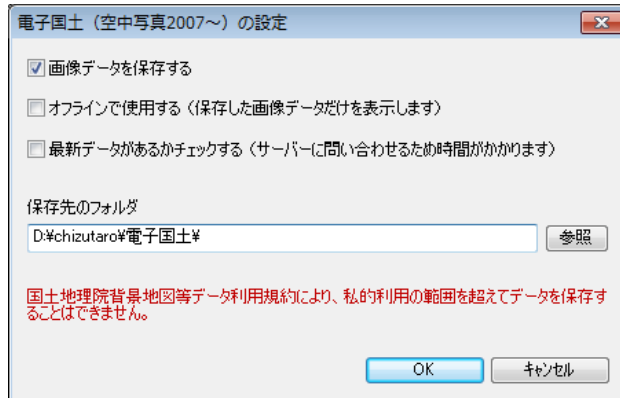 電子国土（空中写真2007～）の設定
画像データを保存する
オフラインで使用する（保存した画像データだけを表示します）
最新データがあるかチェックする（サーバーに問い合わせるため時間がかかります）
保存先のフォルダ
D:¥chizutaro¥電子国土¥
参照
国土地理院背景地図等データ利用規約により、私的利用の範囲を超えてデータを保存す
ることはできません。
OK
キャンセル